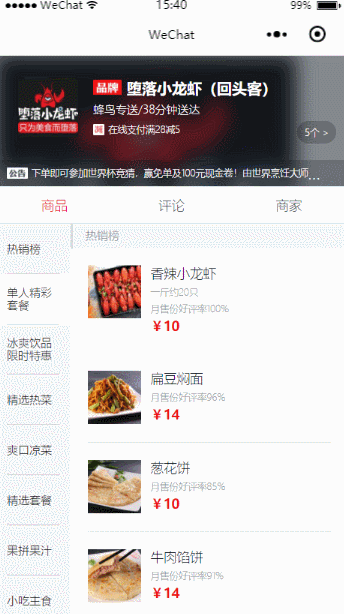 WeChat 15:40 99%
WeChat
堕落小龙虾
只为美食而堕落
品牌 堕落小龙虾（回头客）
蜂鸟专送/38分钟送达
满 在线支付满28减5
5个 >
公告 下单即可参加世界杯竞猜，赢免单及100元现金卷！由世界烹饪大师...
商品 评论 商家
热销榜
单人精彩
套餐
冰爽饮品
限时特惠
精选热菜
爽口凉菜
精选套餐
果拼果汁
小吃主食
热销榜
香辣小龙虾
一斤约20只
月售份好评率100%
¥10
扁豆焖面
月售份好评率96%
¥14
葱花饼
月售份好评率85%
¥10
牛肉馅饼
月售份好评率91%
¥14